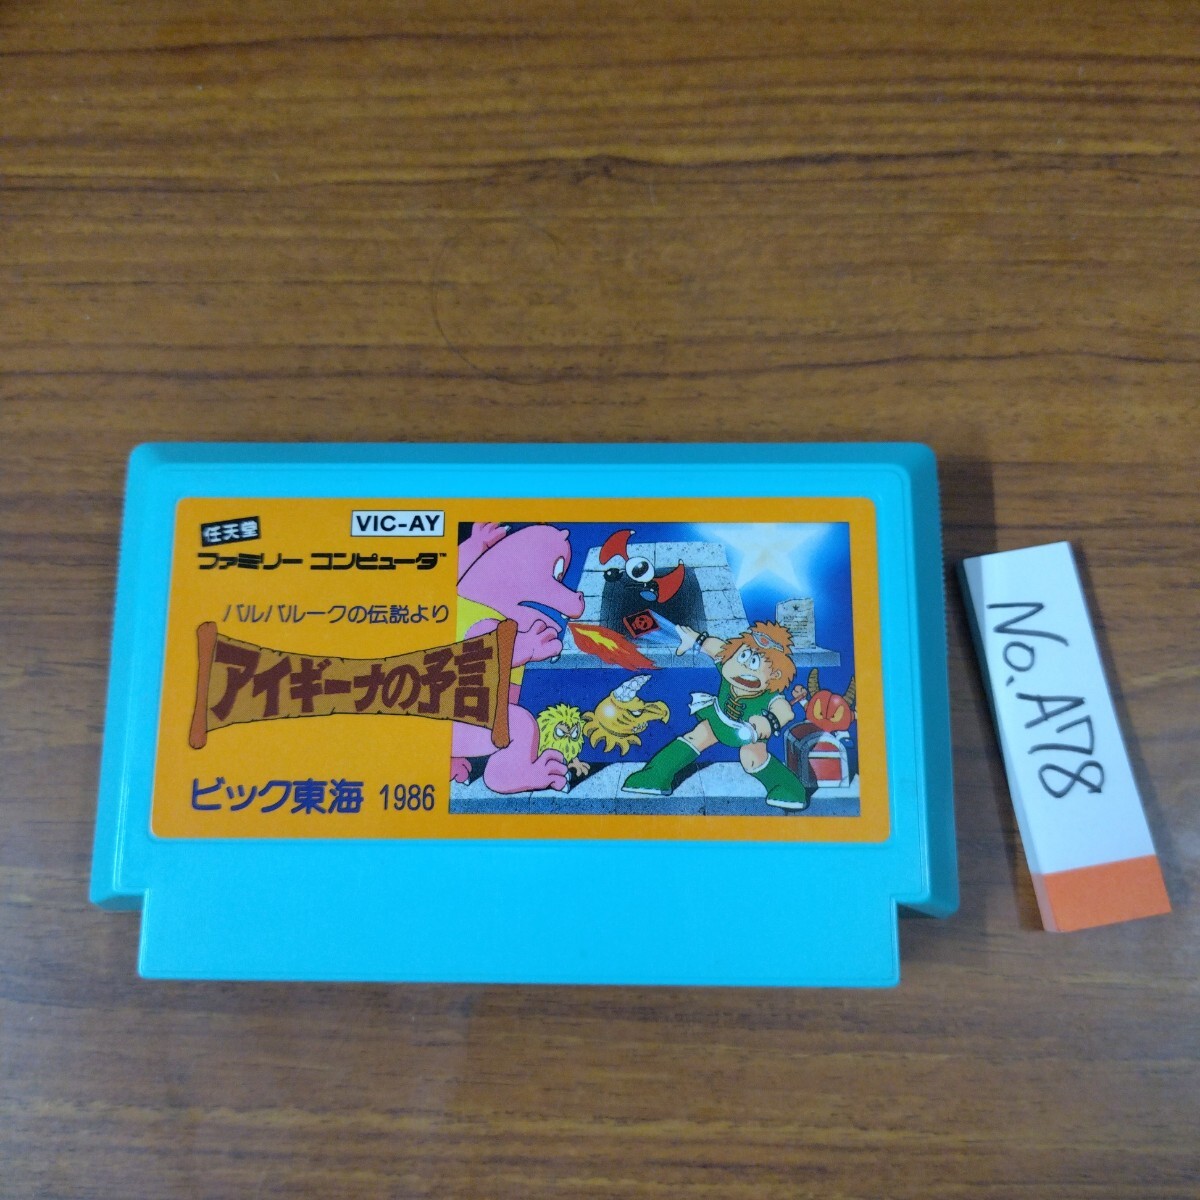 任天堂
VIC-AY
ファミリー コンピュータ™
バルバルークの伝説より
アイギーナの予言
ビック東海 1986
No.A78